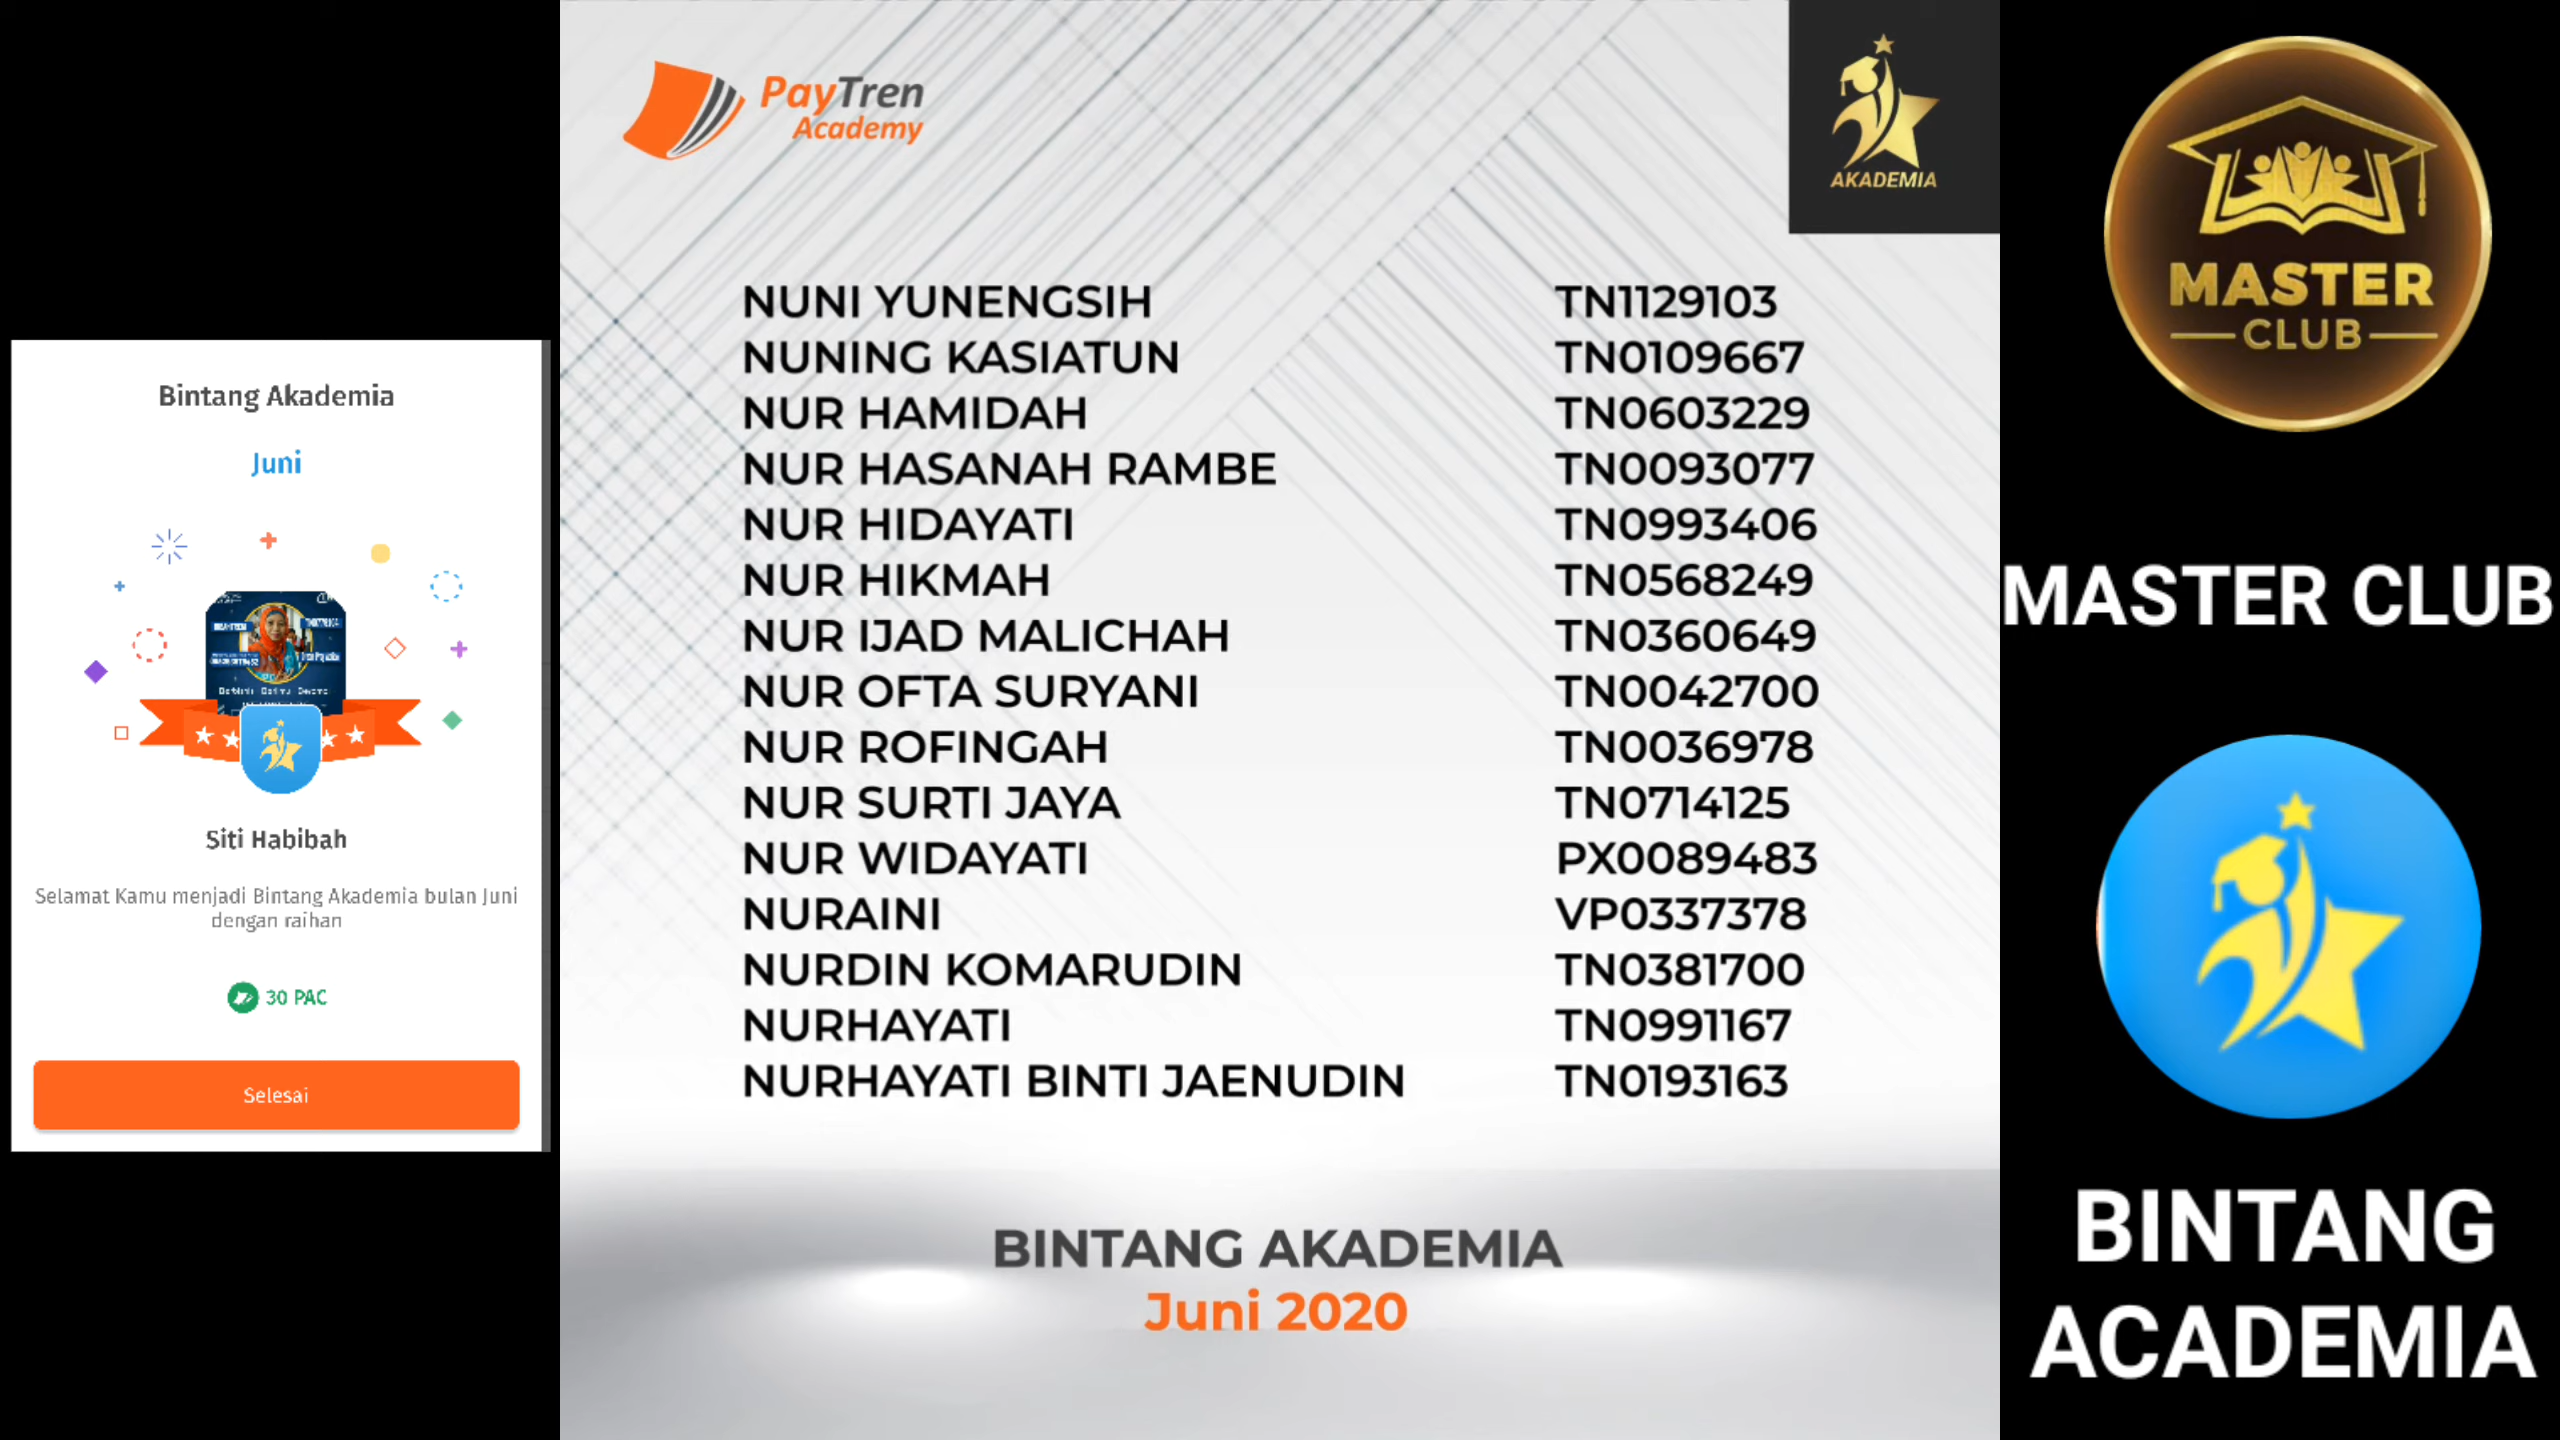 Bintang Akademia
Juni
Siti Habibah
Selamat Kamu menjadi Bintang Akademia bulan Juni
dengan raihan
30 PAC
Selesai
PayTren
Academy
AKADEMIA
NUNI YUNENGSIH TN1129103
NUNING KASIATUN TN0109667
NUR HAMIDAH TN0603229
NUR HASANAH RAMBE TN0093077
NUR HIDAYATI TN0993406
NUR HIKMAH TN0568249
NUR IJAD MALICHAH TN0360649
NUR OFTA SURYANI TN0042700
NUR ROFINGAH TN0036978
NUR SURTI JAYA TN0714125
NUR WIDAYATI PX0089483
NURAINI VP0337378
NURDIN KOMARUDIN TN0381700
NURHAYATI TN0991167
NURHAYATI BINTI JAENUDIN TN0193163
BINTANG AKADEMIA
Juni 2020
MASTER
CLUB
MASTER CLUB
BINTANG
ACADEMIA